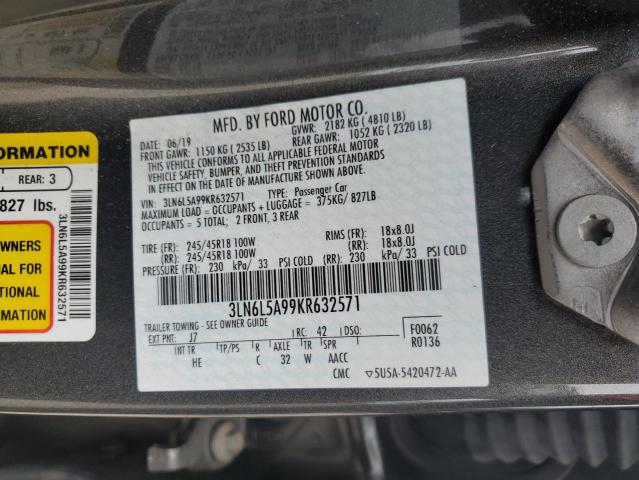 MFD. BY FORD MOTOR CO.
DATE: 06/19 GVWR: 2182 KG ( 4810 LB)
FRONT GAWR: 1150 KG ( 2535 LB) REAR GAWR: 1052 KG ( 2320 LB)
THIS VEHICLE CONFORMS TO ALL APPLICABLE FEDERAL MOTOR
VEHICLE SAFETY, BUMPER, AND THEFT PREVENTION STANDARDS
IN EFFECT ON THE DATE OF MANUFACTURE SHOWN ABOVE.
VIN: 3LN6L5A99KR632571 TYPE: Passenger Car
MAXIMUM LOAD = OCCUPANTS + LUGGAGE = 375KG/ 827LB
OCCUPANTS = 5 TOTAL; 2 FRONT, 3 REAR
TIRE (FR): 245/45R18 100W RIMS (FR): 18x8.0J
(RR): 245/45R18 100W (RR): 18x8.0J
PRESSURE (FR): 230 kPa/ 33 PSI COLD (RR): 230 kPa/ 33 PSI COLD
3LN6L5A99KR632571
TRAILER TOWING - SEE OWNER GUIDE
EXT PNT: J7 RC: 42 DSO: F0062
INT TR TP/PS R AXLE TR SPR R0136
HE C 32 W AACC
CMC ▽5U5A-5420472-AA
FORMATION
REAR: 3
827 lbs.
OWNERS
UAL FOR
TIONAL
RMATION
3LN6L5A99KR632571